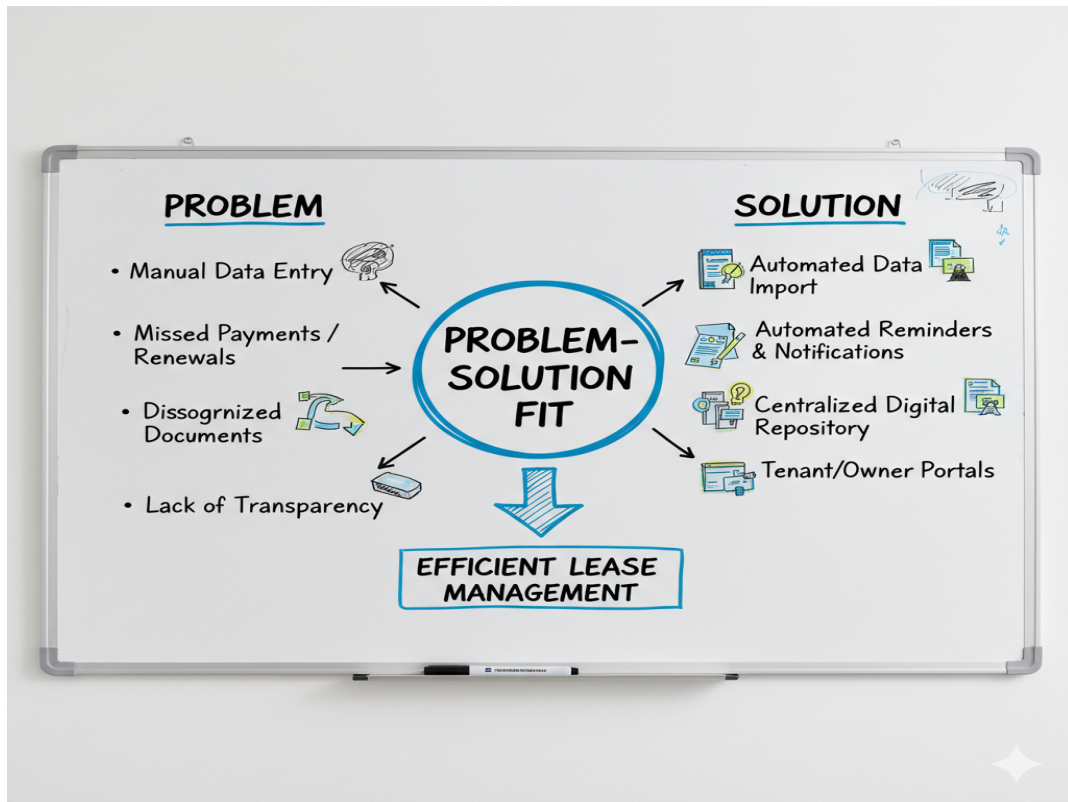 PROBLEM
• Manual Data Entry
• Missed Payments /
Renewals
• Dissogrnized
Documents
• Lack of Transparency
PROBLEM-
SOLUTION
FIT
EFFICIENT LEASE
MANAGEMENT
SOLUTION
Automated Data
Import
Automated Reminders
& Notifications
Centralized Digital
Repository
Tenant/Owner Portals